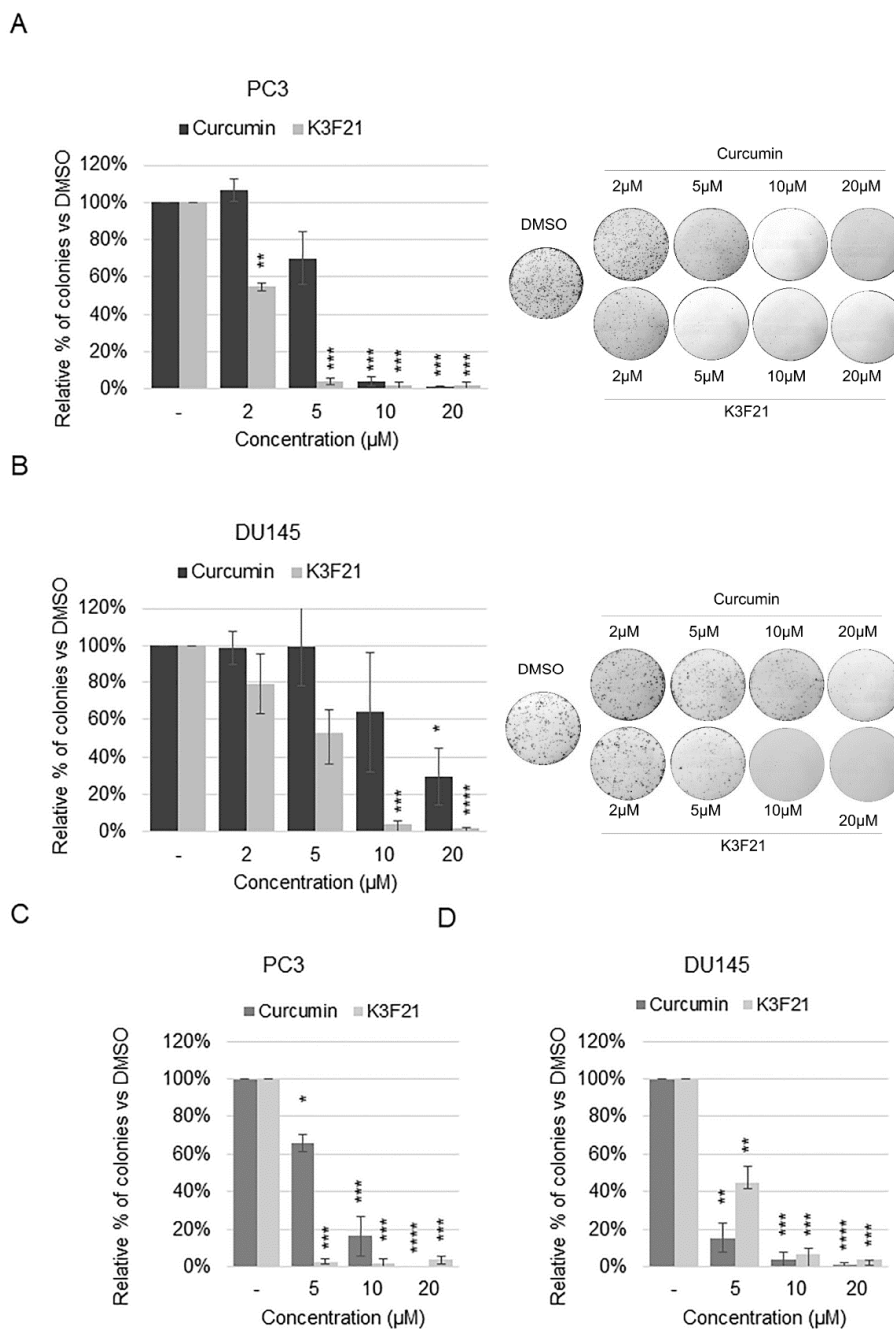 A
PC3
Curcumin K3F21
120%
100%
80%
60%
40%
20%
0%
Relative % of colonies vs DMSO
**
***
***
***
***
***
- 2 5 10 20
Concentration (µM)
Curcumin
2µM 5µM 10µM 20µM
DMSO
2µM 5µM 10µM 20µM
K3F21
B
DU145
Curcumin K3F21
120%
100%
80%
60%
40%
20%
0%
Relative % of colonies vs DMSO
***
*
****
- 2 5 10 20
Concentration (µM)
Curcumin
2µM 5µM 10µM 20µM
DMSO
2µM 5µM 10µM 20µM
K3F21
C
PC3
Curcumin K3F21
120%
100%
80%
60%
40%
20%
0%
Relative % of colonies vs DMSO
*
***
***
***
****
***
- 5 10 20
Concentration (µM)
D
DU145
Curcumin K3F21
120%
100%
80%
60%
40%
20%
0%
Relative % of colonies vs DMSO
**
**
***
***
****
***
- 5 10 20
Concentration (µM)